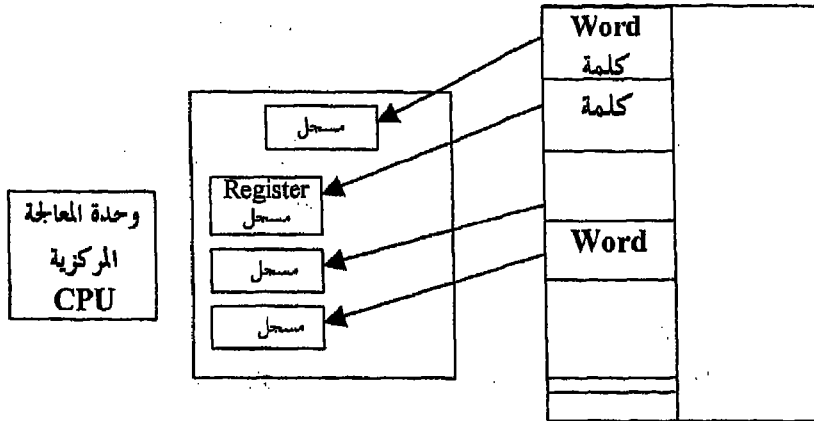 Word
كلمة
كلمة
Word
مسجل
Register
مسجل
مسجل
مسجل
وحدة المعالجة
المركزية
CPU